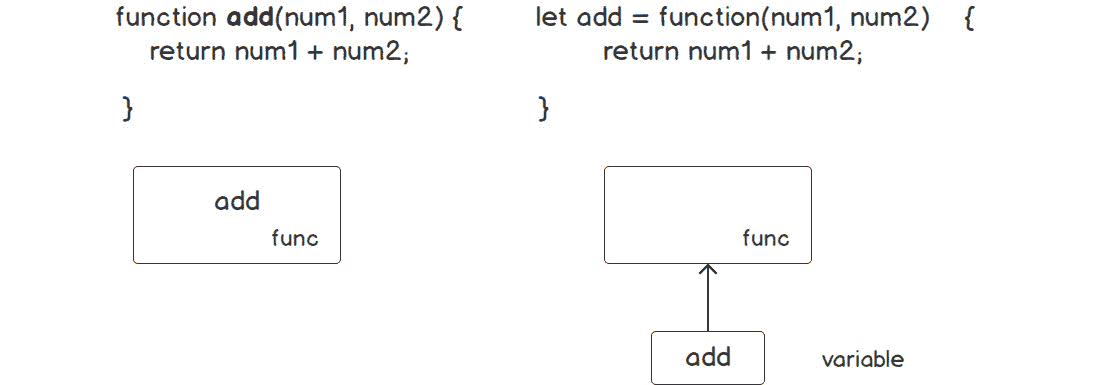 function add(num1, num2) {
return num1 + num2;
}
add
func
let add = function(num1, num2) {
return num1 + num2;
}
func
add
variable